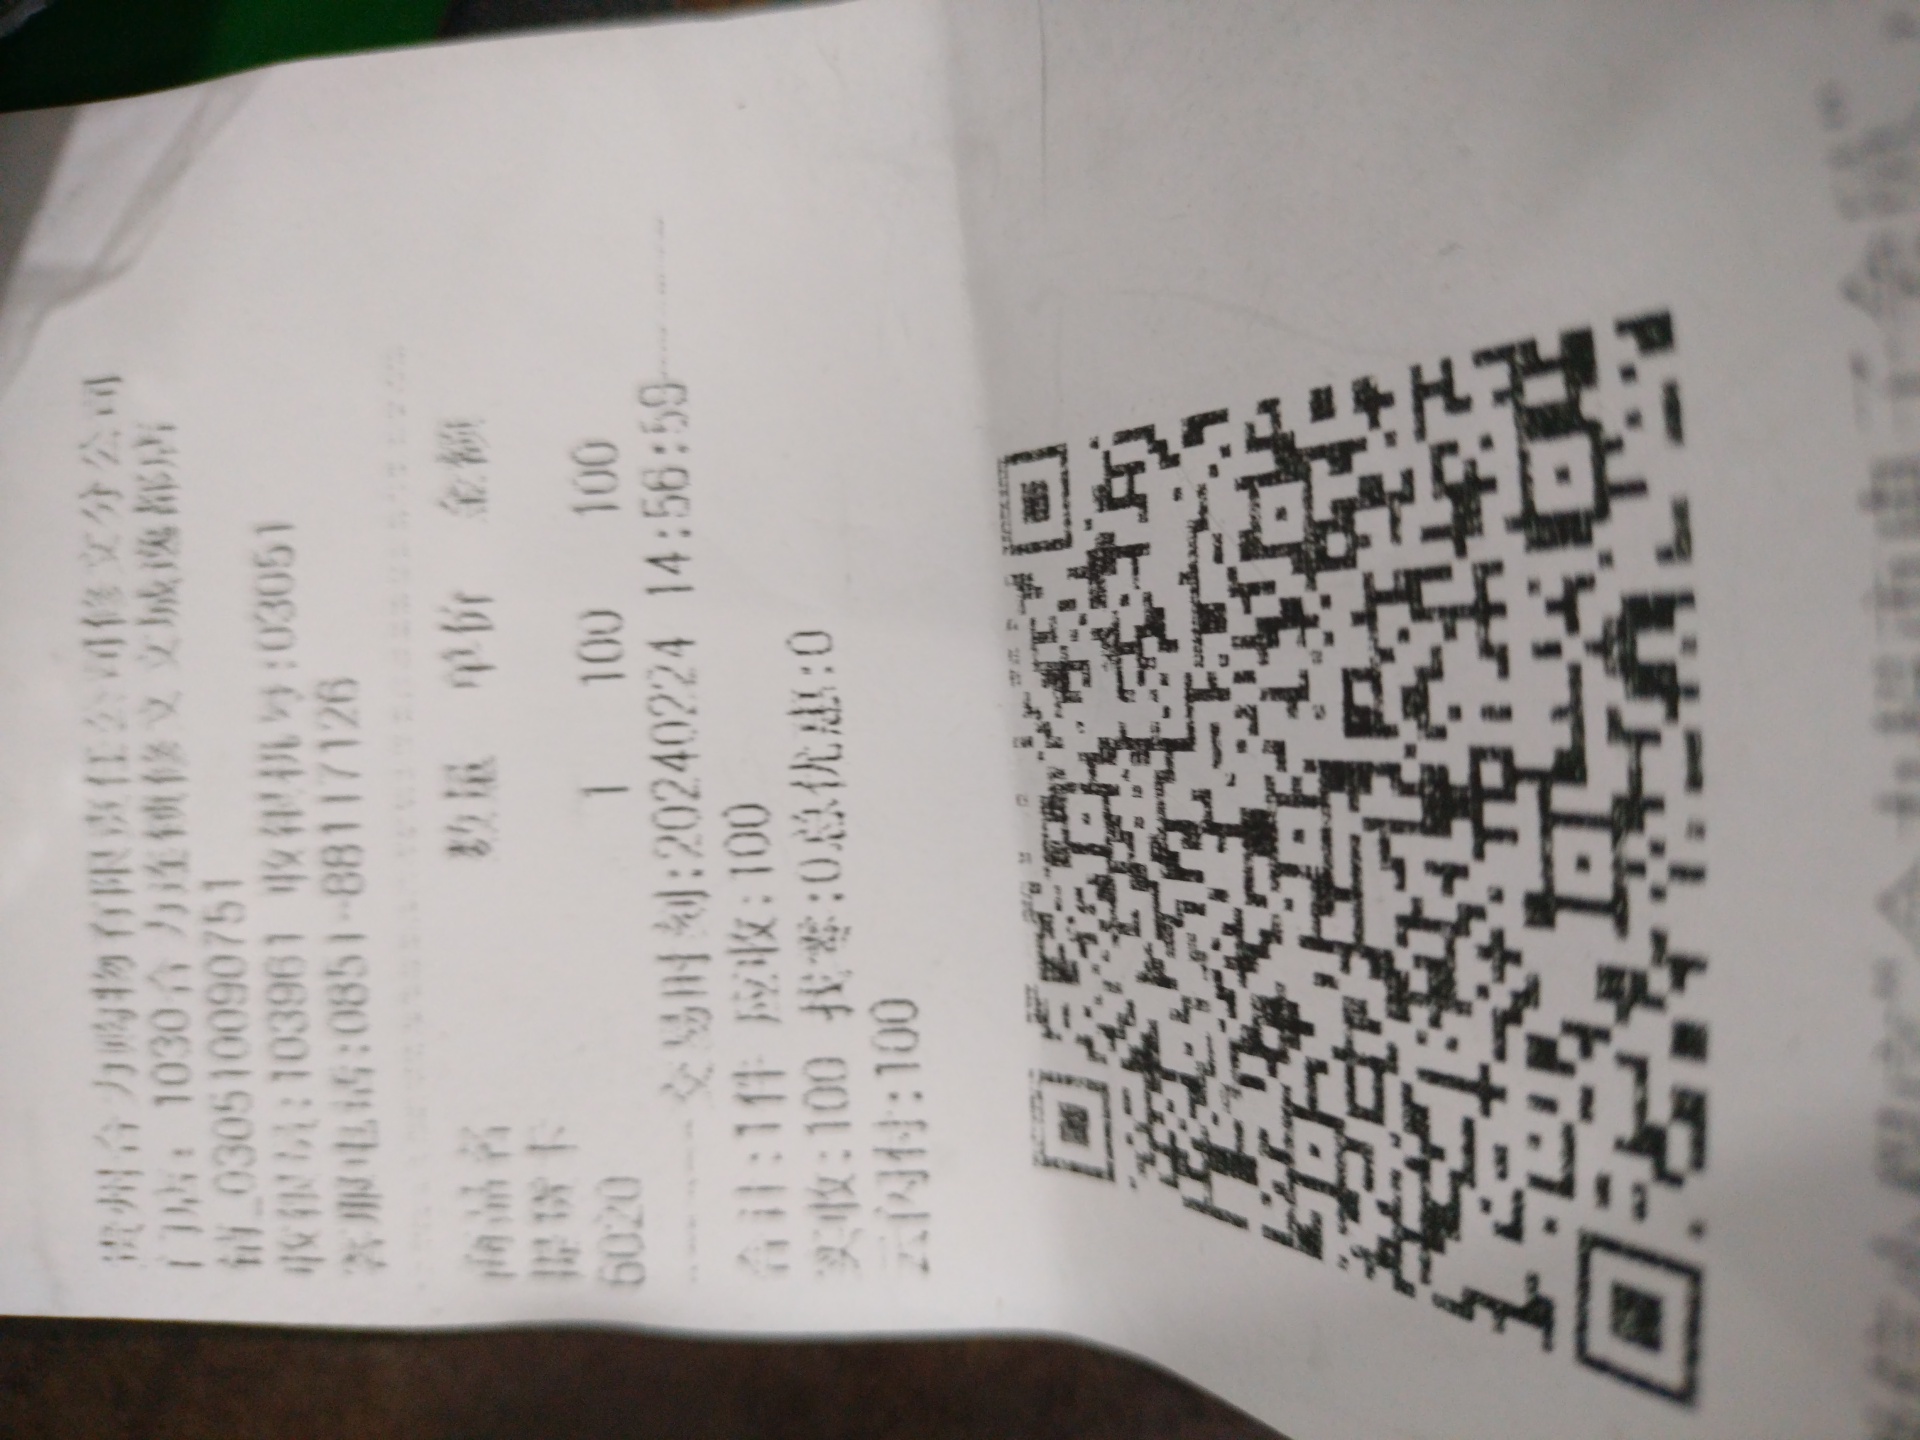 贵州合力购物有限责任公司修文分公司
门店: 1030合力连锁修文 文城逸都店
销_0305100090751
收银员:103961 收银机号:03051
客服电话:0851-88117126
商品名 数量 单价 金额
提货卡
6020 1 100 100
交易时刻:20240224 14:56:59
合计:1件 应收:100
实收:100 找零:0总优惠:0
云闪付:100